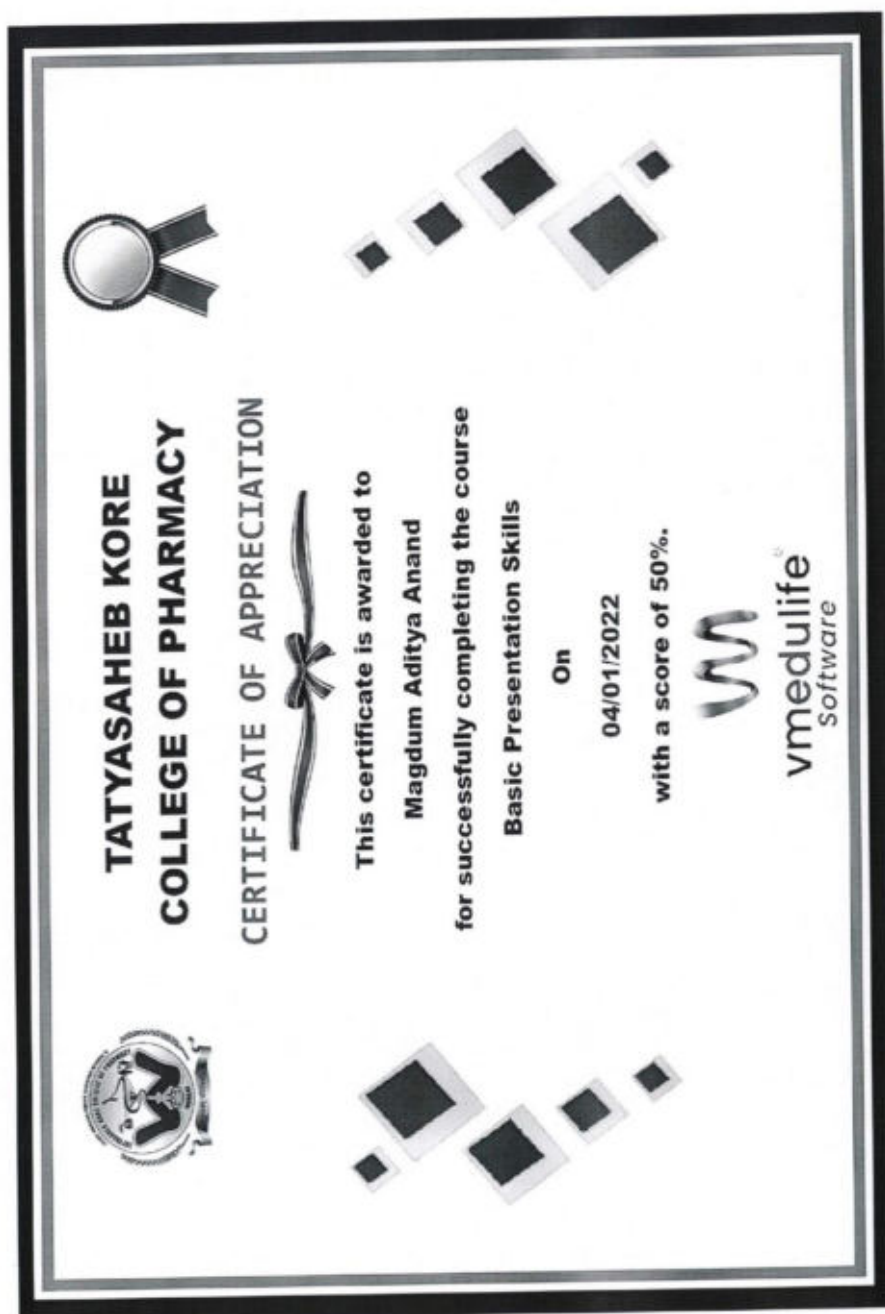 TATYASAHEB KORE
COLLEGE OF PHARMACY
CERTIFICATE OF APPRECIATION
This certificate is awarded to
Magdum Aditya Anand
for successfully completing the course
Basic Presentation Skills
On
04/01/2022
with a score of 50%.
vmedulife
Software